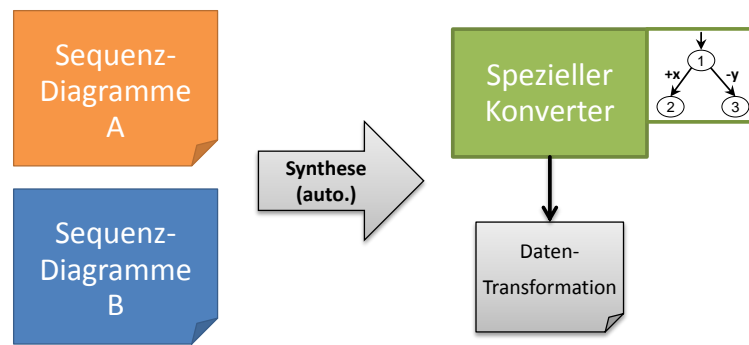 Sequenz-
Diagramme
A
Sequenz-
Diagramme
B
Synthese
(auto.)
Spezieller
Konverter
1
+x
-y
2
3
Daten-
Transformation